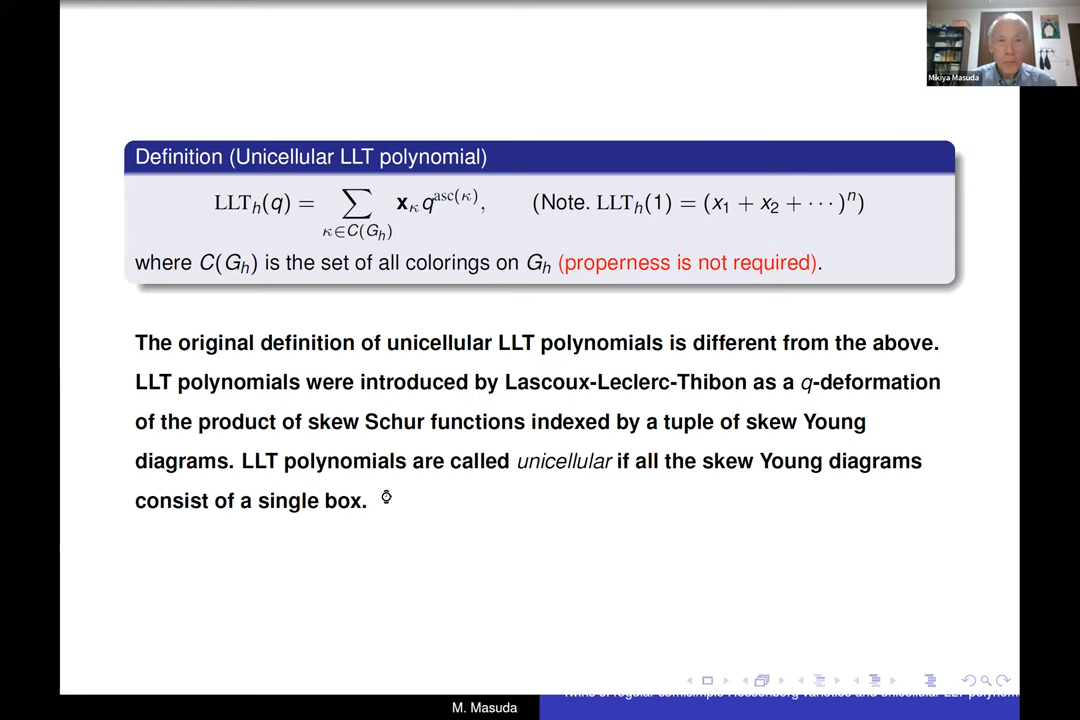 Mikiya Masuda
Definition (Unicellular LLT polynomial)
LLT_h(q) = ∑_{κ∈C(G_h)} x_κ q^{asc(κ)}, (Note. LLT_h(1) = (x_1 + x_2 + ⋯)^n)
where C(G_h) is the set of all colorings on G_h (properness is not required).
The original definition of unicellular LLT polynomials is different from the above.
LLT polynomials were introduced by Lascoux-Leclerc-Thibon as a q-deformation
of the product of skew Schur functions indexed by a tuple of skew Young
diagrams. LLT polynomials are called unicellular if all the skew Young diagrams
consist of a single box.
M. Masuda